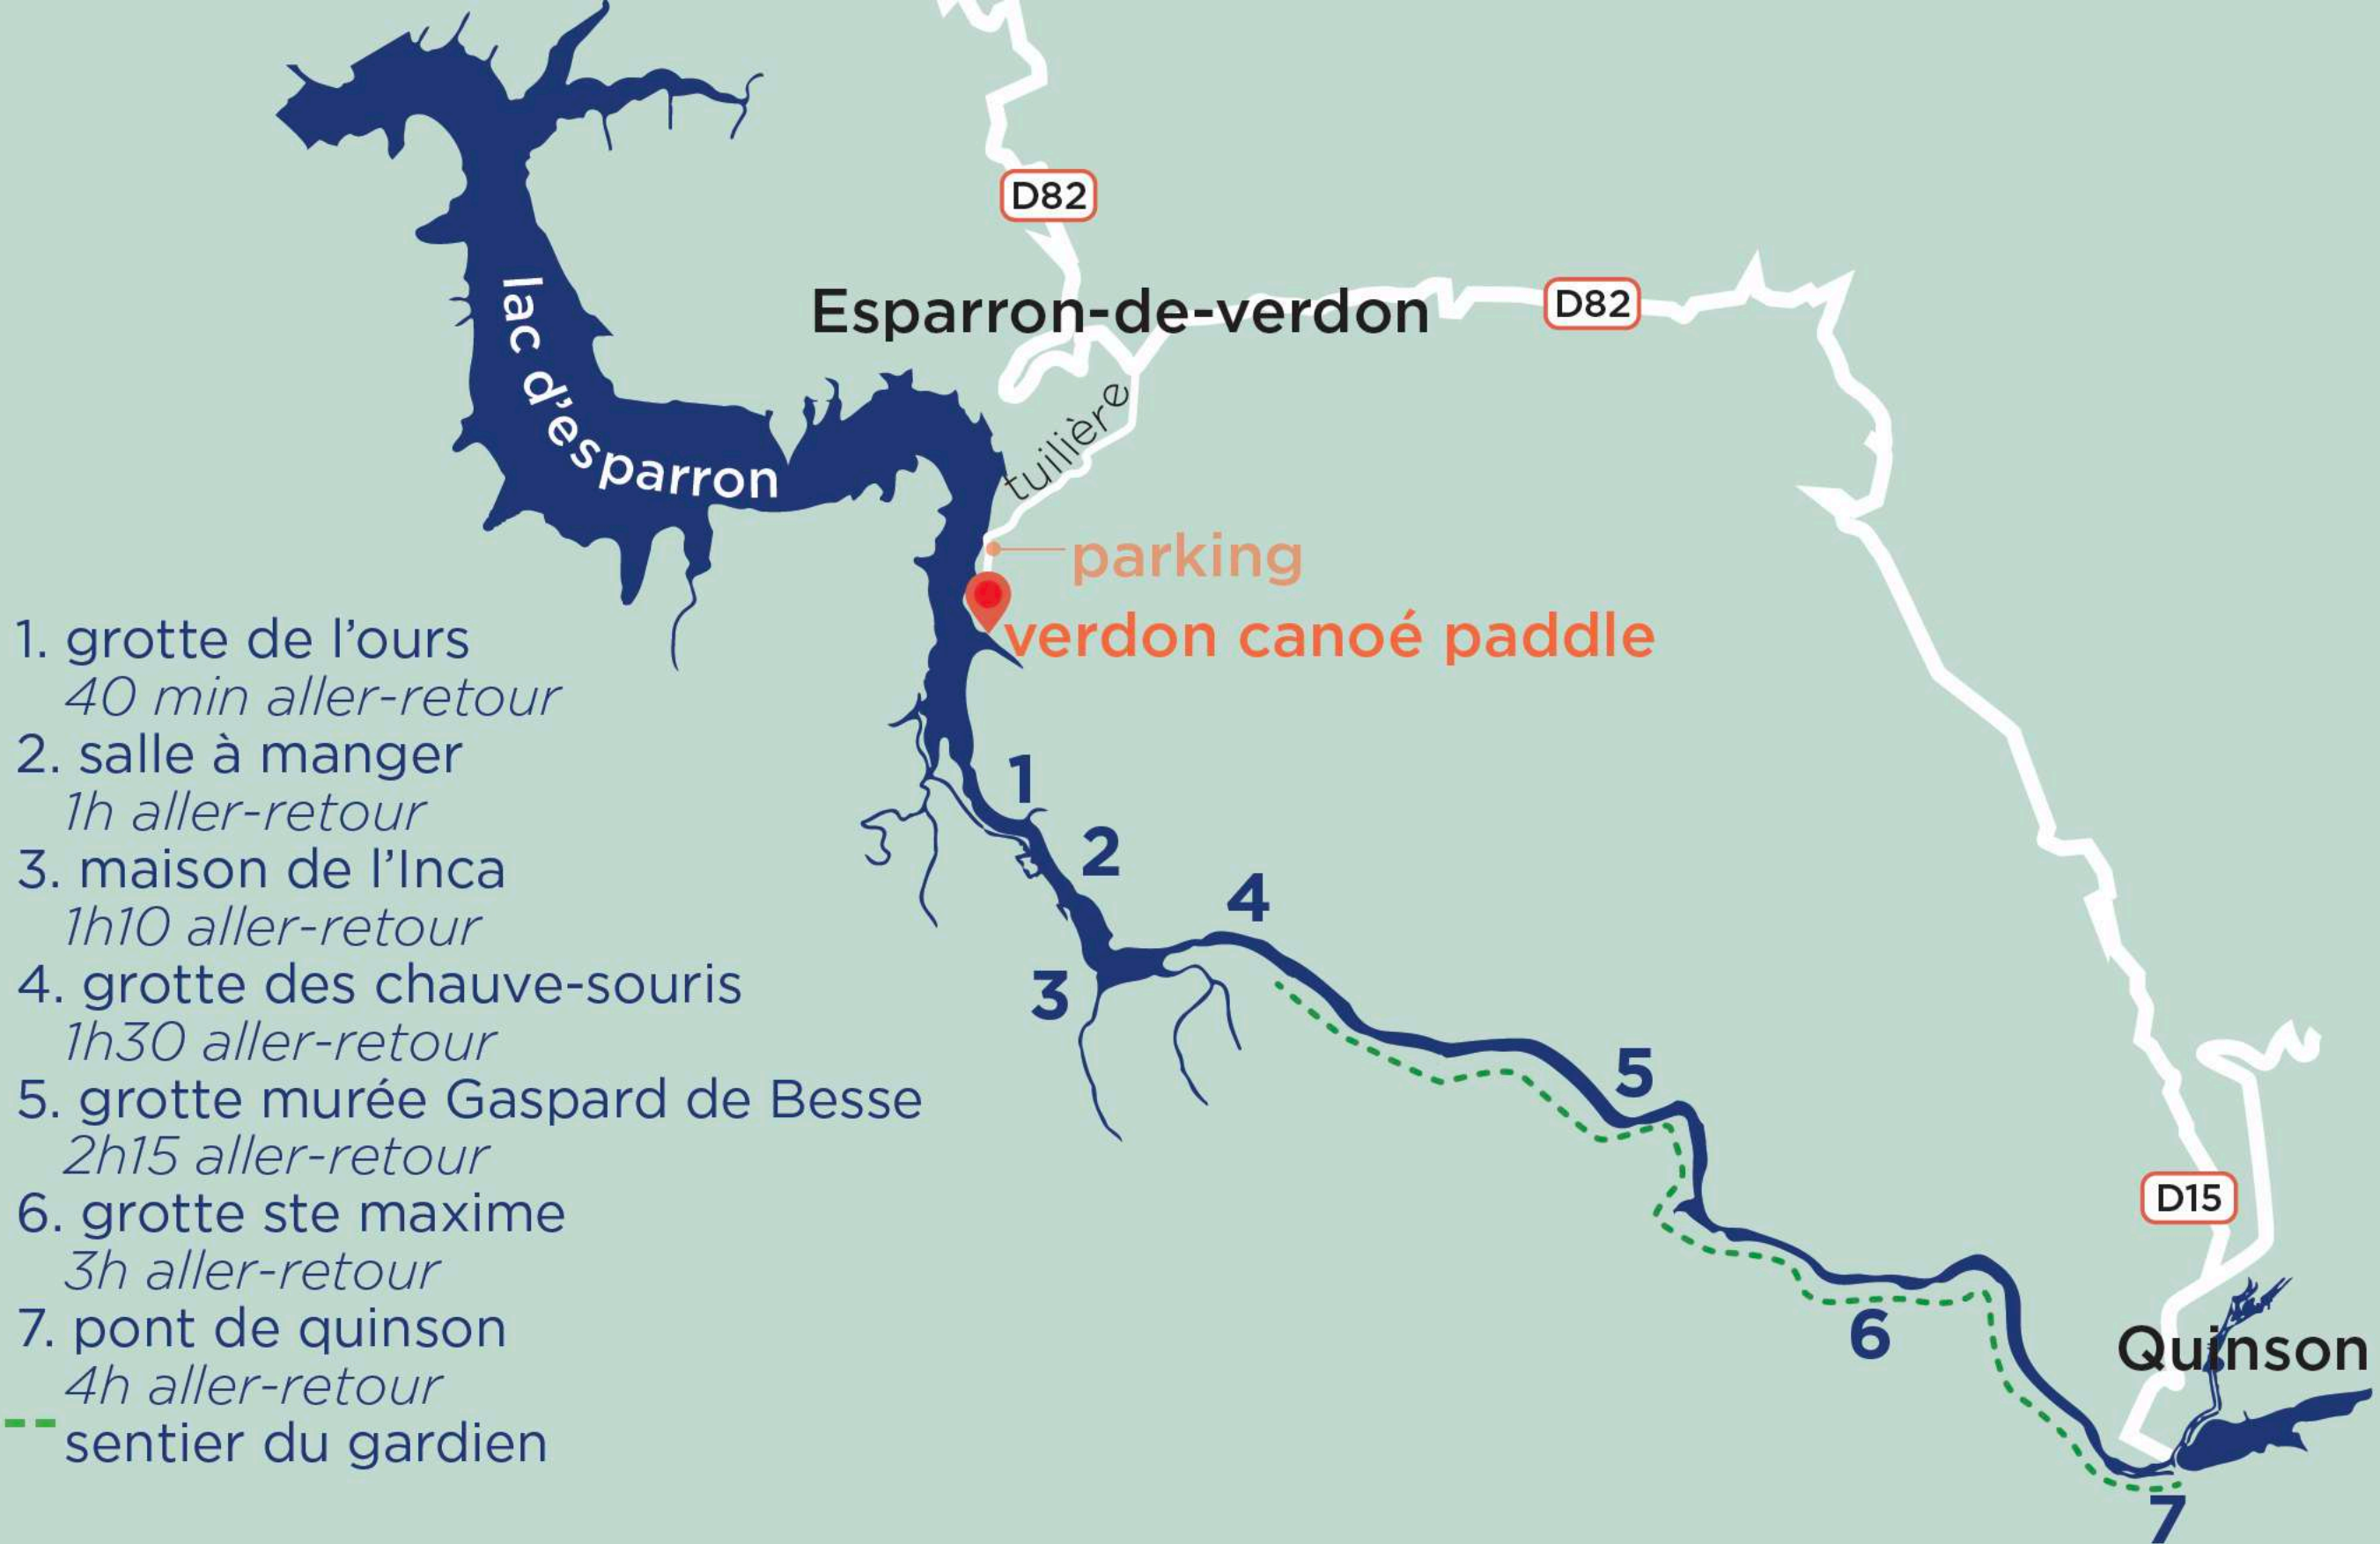 D82
Esparron-de-verdon
D82
lac d'esparron
tuilière
parking
verdon canoé paddle
1. grotte de l'ours
40 min aller-retour
2. salle à manger
1h aller-retour
3. maison de l'Inca
1h10 aller-retour
4. grotte des chauve-souris
1h30 aller-retour
5. grotte murée Gaspard de Besse
2h15 aller-retour
6. grotte ste maxime
3h aller-retour
7. pont de quinson
4h aller-retour
sentier du gardien
1
2
4
3
5
D15
6
Quinson
7